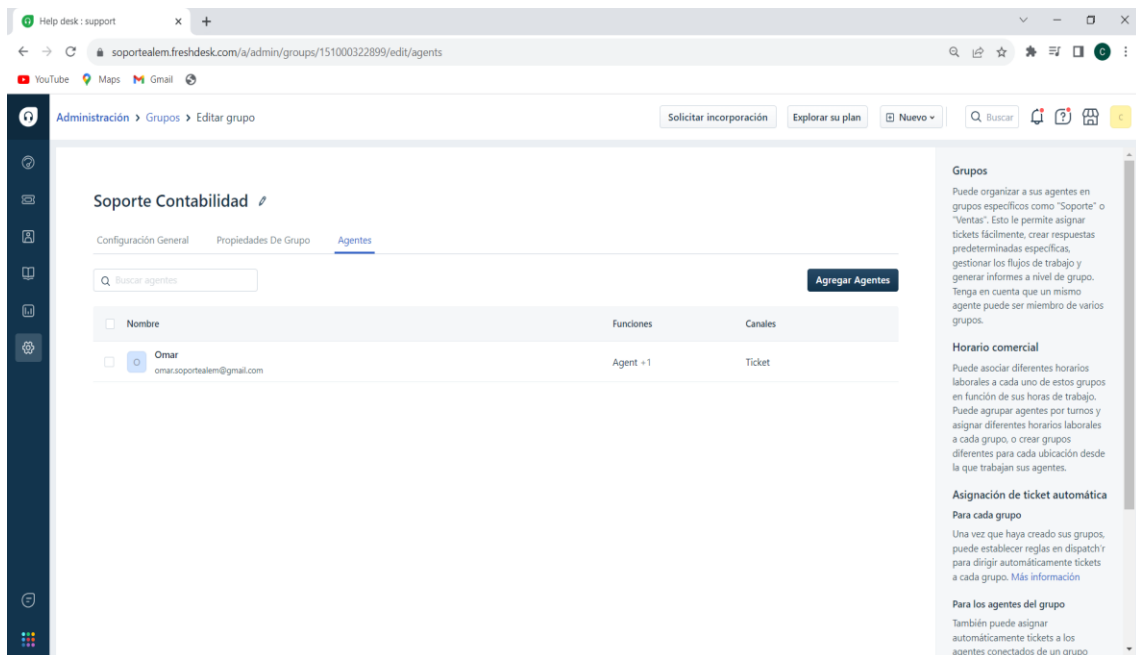 Help desk : support
soportealem.freshdesk.com/a/admin/groups/151000322899/edit/agents
YouTube Maps Gmail
Administración > Grupos > Editar grupo
Solicitar incorporación
Explorar su plan
Nuevo
Buscar
C
Soporte Contabilidad
Configuración General
Propiedades De Grupo
Agentes
Buscar agentes
Agregar Agentes
Nombre Funciones Canales
O
Omar
omar.soportealem@gmail.com
Agent +1
Ticket
Grupos
Puede organizar a sus agentes en
grupos específicos como "Soporte" o
"Ventas". Esto le permite asignar
tickets fácilmente, crear respuestas
predeterminadas específicas,
gestionar los flujos de trabajo y
generar informes a nivel de grupo.
Tenga en cuenta que un mismo
agente puede ser miembro de varios
grupos.
Horario comercial
Puede asociar diferentes horarios
laborales a cada uno de estos grupos
en función de sus horas de trabajo.
Puede agrupar agentes por turnos y
asignar diferentes horarios laborales
a cada grupo, o crear grupos
diferentes para cada ubicación desde
la que trabajan sus agentes.
Asignación de ticket automática
Para cada grupo
Una vez que haya creado sus grupos,
puede establecer reglas en dispatch'r
para dirigir automáticamente tickets
a cada grupo. Más información
Para los agentes del grupo
También puede asignar
automáticamente tickets a los
agentes conectados de un grupo